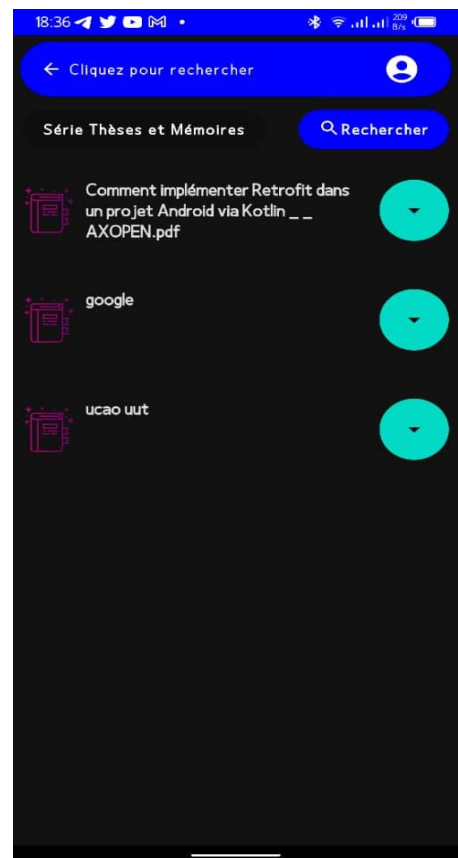 18:36
209
B/s
Cliquez pour rechercher
Série Thèses et Mémoires
Rechercher
Comment implémenter Retrofit dans
un projet Android via Kotlin _ _
AXOPEN.pdf
google
ucao uut